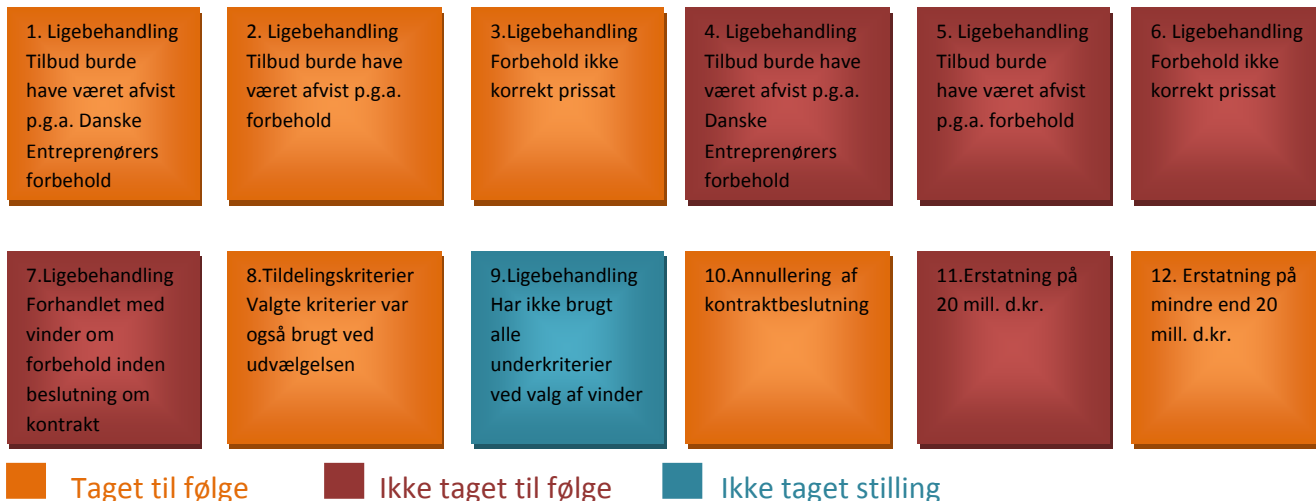 1. Ligebehandling
Tilbud burde
have været afvist
p.g.a. Danske
Entreprenørers
forbehold
2. Ligebehandling
Tilbud burde have
været afvist p.g.a.
forbehold
3.Ligebehandling
Forbehold ikke
korrekt prissat
4. Ligebehandling
Tilbud burde have
været afvist p.g.a.
Danske
Entreprenørers
forbehold
5. Ligebehandling
Tilbud burde
have været afvist
p.g.a. forbehold
6. Ligebehandling
Forbehold ikke
korrekt prissat
7.Ligebehandling
Forhandlet med
vinder om
forbehold inden
beslutning om
kontrakt
8.Tildelingskriterier
Valgte kriterier var
også brugt ved
udvælgelsen
9.Ligebehandling
Har ikke brugt
alle
underkriterier
ved valg af vinder
10.Annullering af
kontraktbeslutning
11.Erstatning på
20 mill. d.kr.
12. Erstatning på
mindre end 20
mill. d.kr.
Taget til følge
Ikke taget til følge
Ikke taget stilling